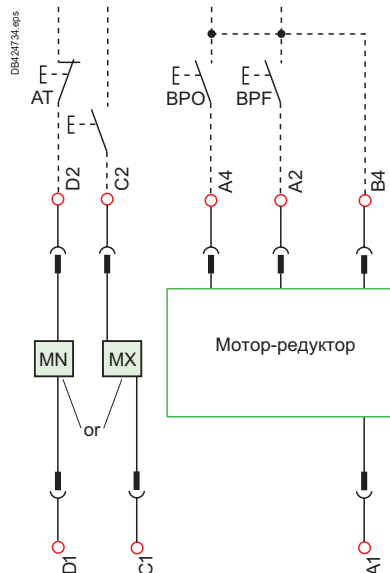 DB424734.eps
AT
BPO
BPF
D2
C2
A4
A2
B4
MN
MX
Мотор-редуктор
or
D1
C1
A1